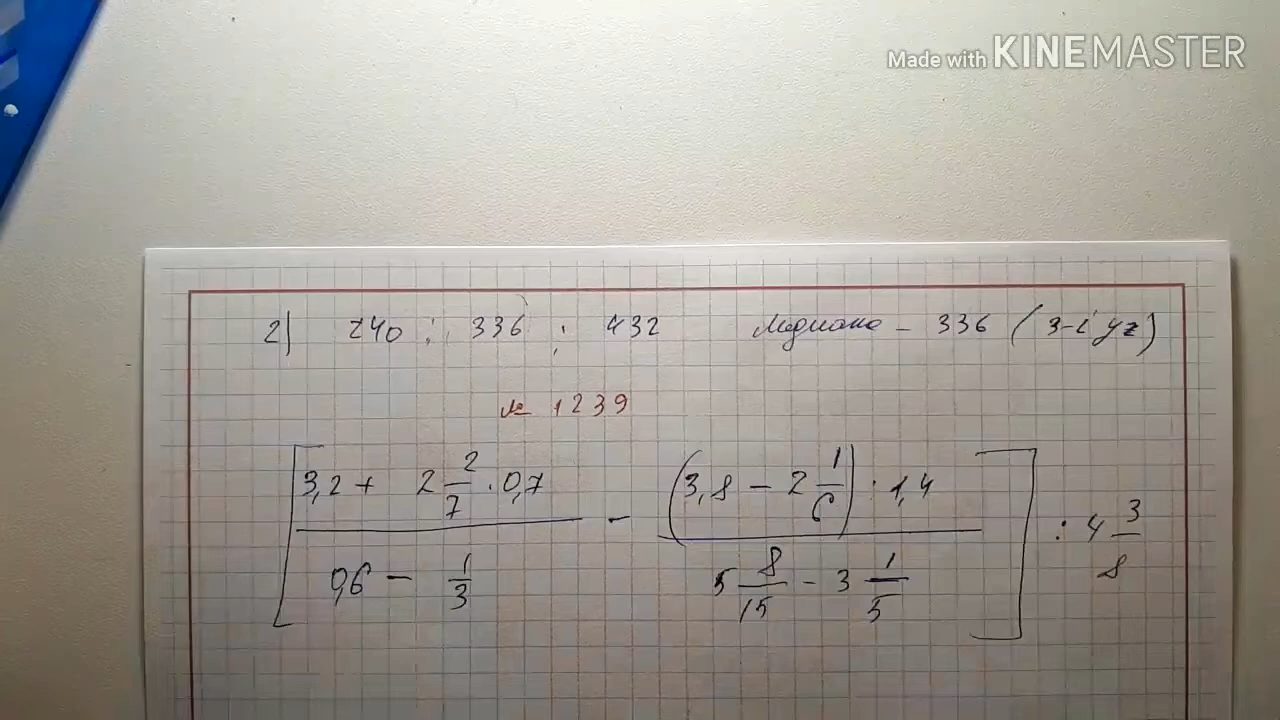 Made with KINEMASTER
2) 240 ; 336 ; 432 Медиана - 336 (3-i уz)
№ 1239
[ (3,2 + 2 2/7 · 0,7) / (0,6 - 1/3) - ((3,8 - 2 1/6) : 1,4) / (5 8/15 - 3 1/5) ] : 4 3/8